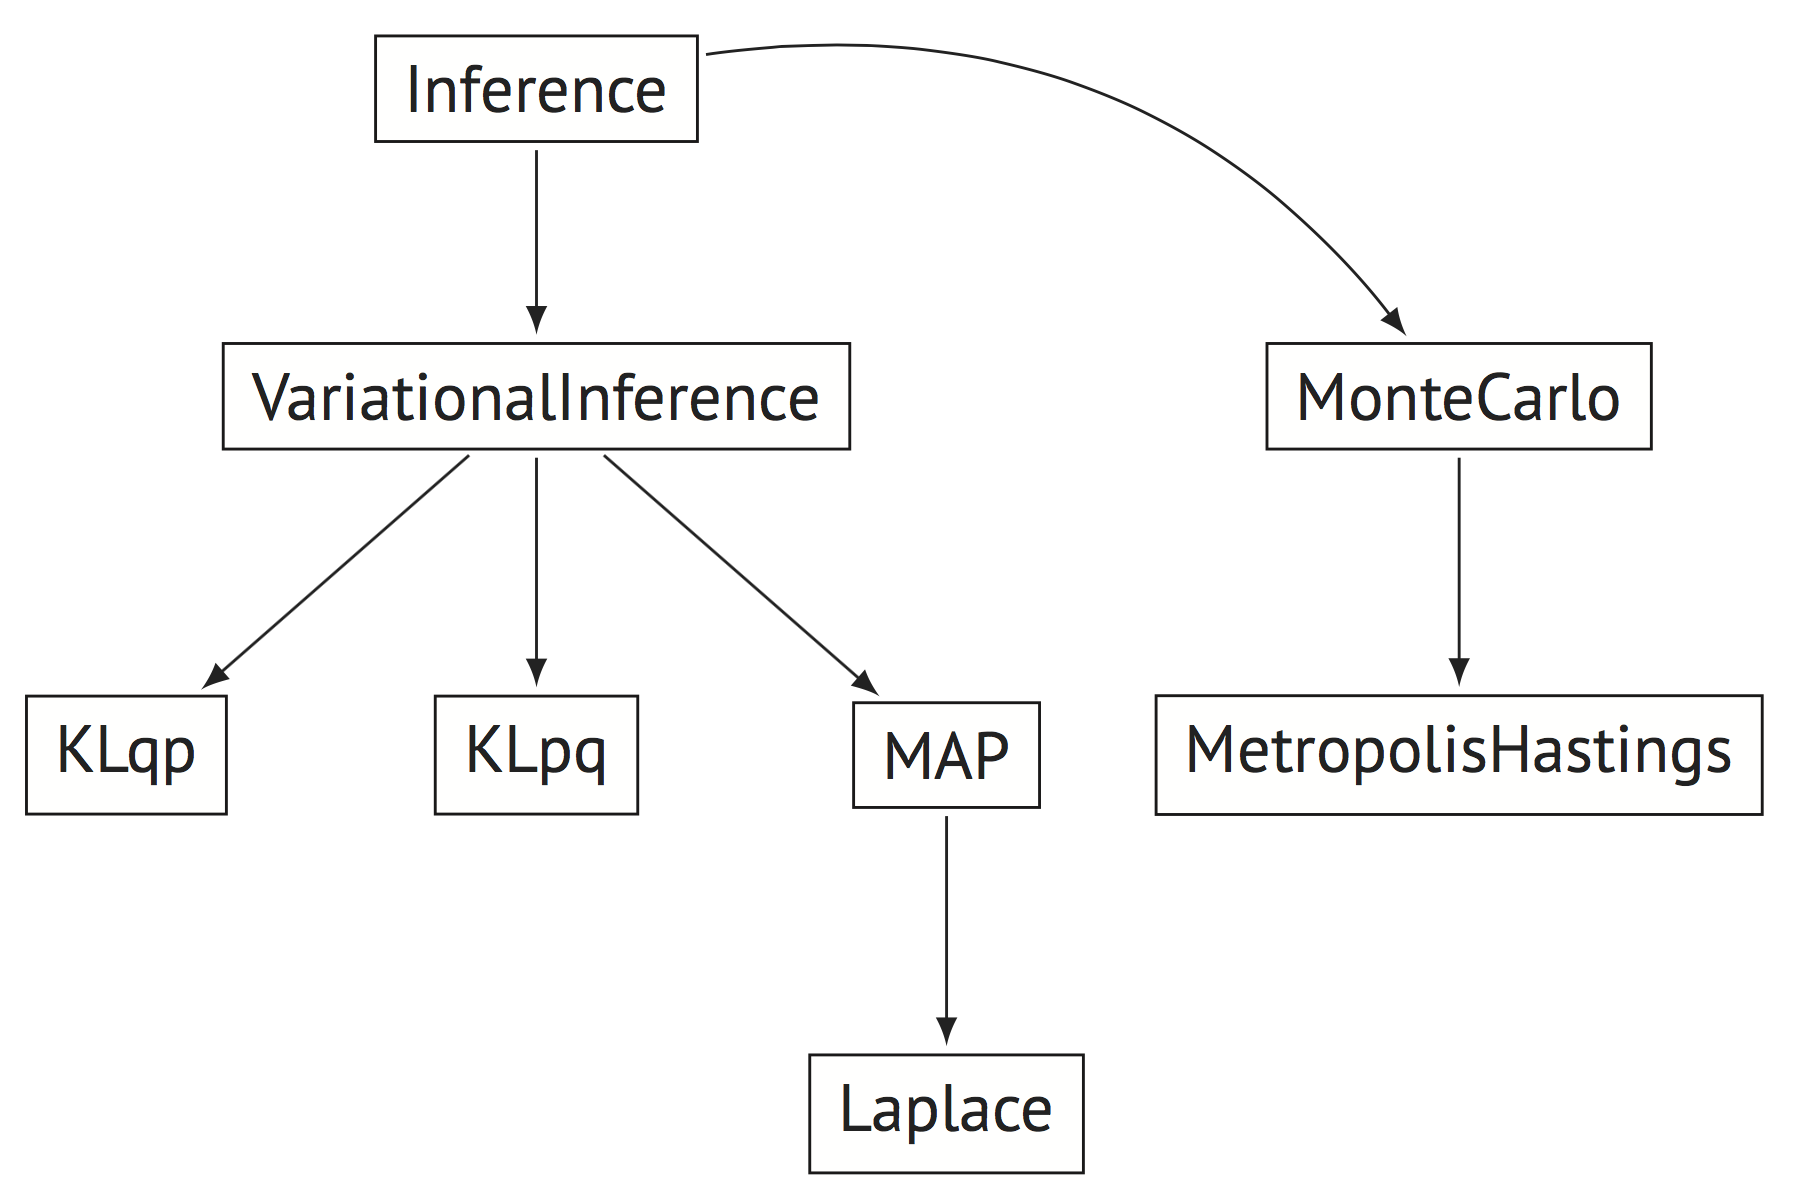 Inference
VariationalInference
MonteCarlo
KLqp
KLpq
MAP
MetropolisHastings
Laplace